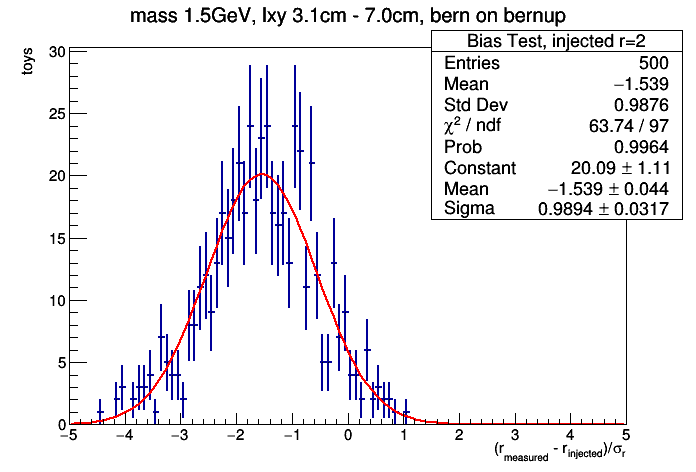 mass 1.5GeV, lxy 3.1cm - 7.0cm, bern on bernup
Bias Test, injected r=2
Entries 500
Mean −1.539
Std Dev 0.9876
χ² / ndf 63.74 / 97
Prob 0.9964
Constant 20.09 ± 1.11
Mean −1.539 ± 0.044
Sigma 0.9894 ± 0.0317
toys
30
25
20
15
10
5
0
−5 −4 −3 −2 −1 0 1 2 3 4 5
(r_measured - r_injected)/σ_r